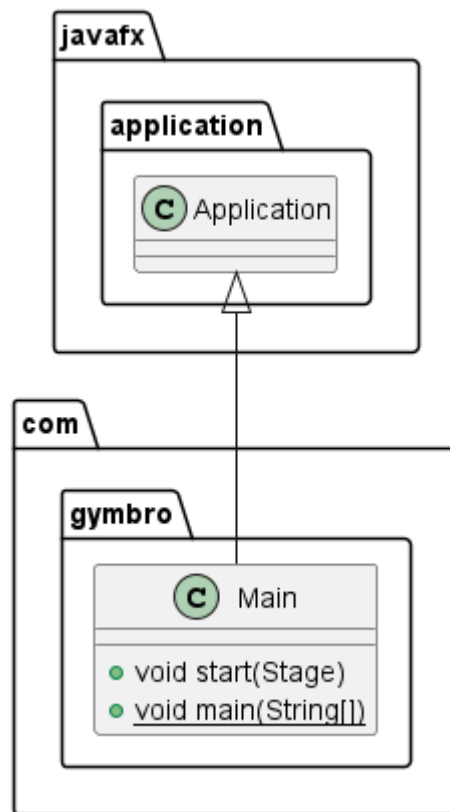 javafx
application
C Application
com
gymbro
C Main
void start(Stage)
void main(String[])